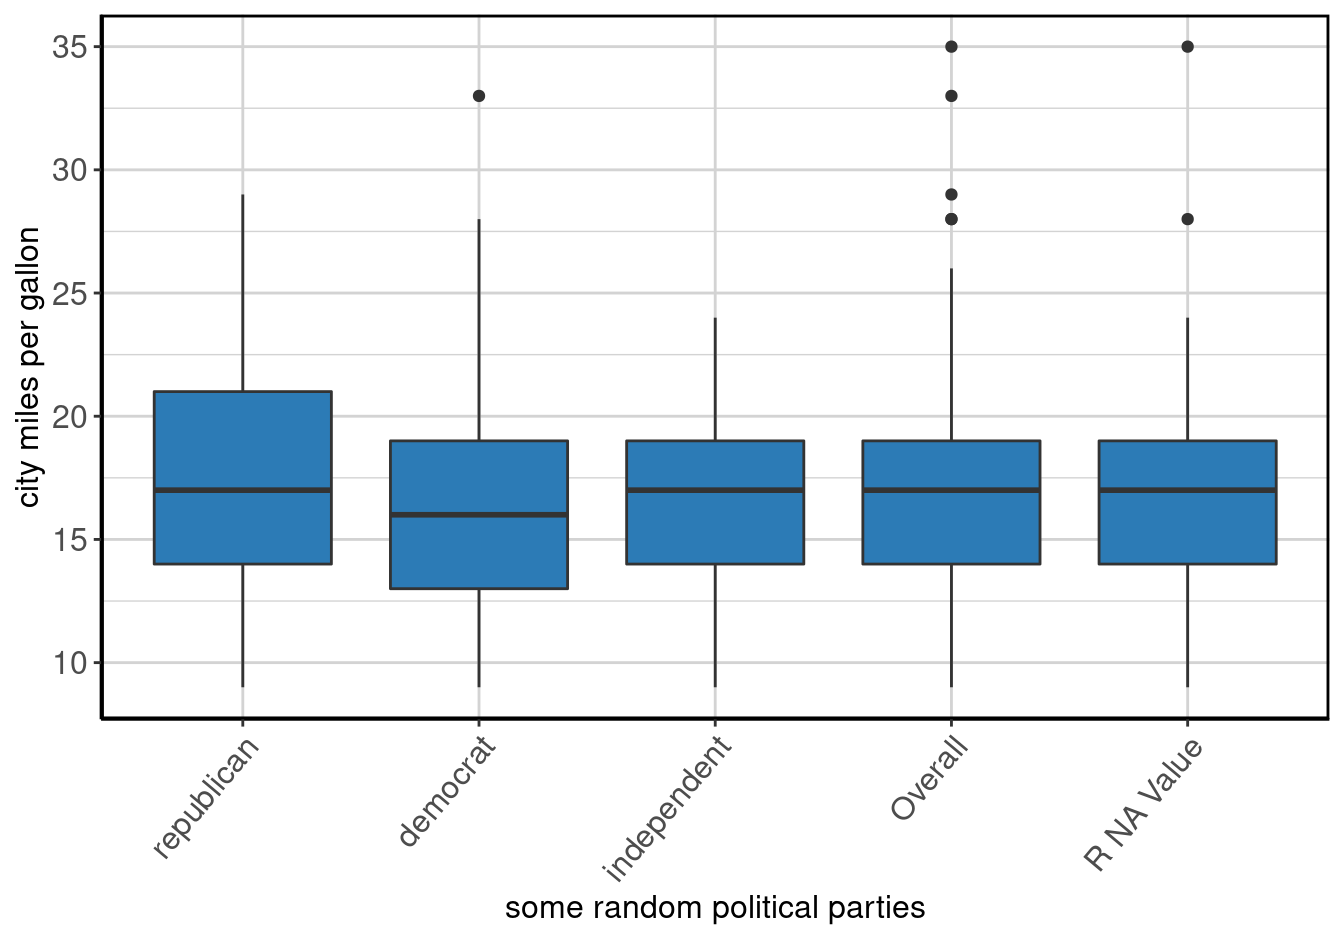 35
30
25
20
15
10
city miles per gallon
republican
democrat
independent
Overall
R NA Value
some random political parties